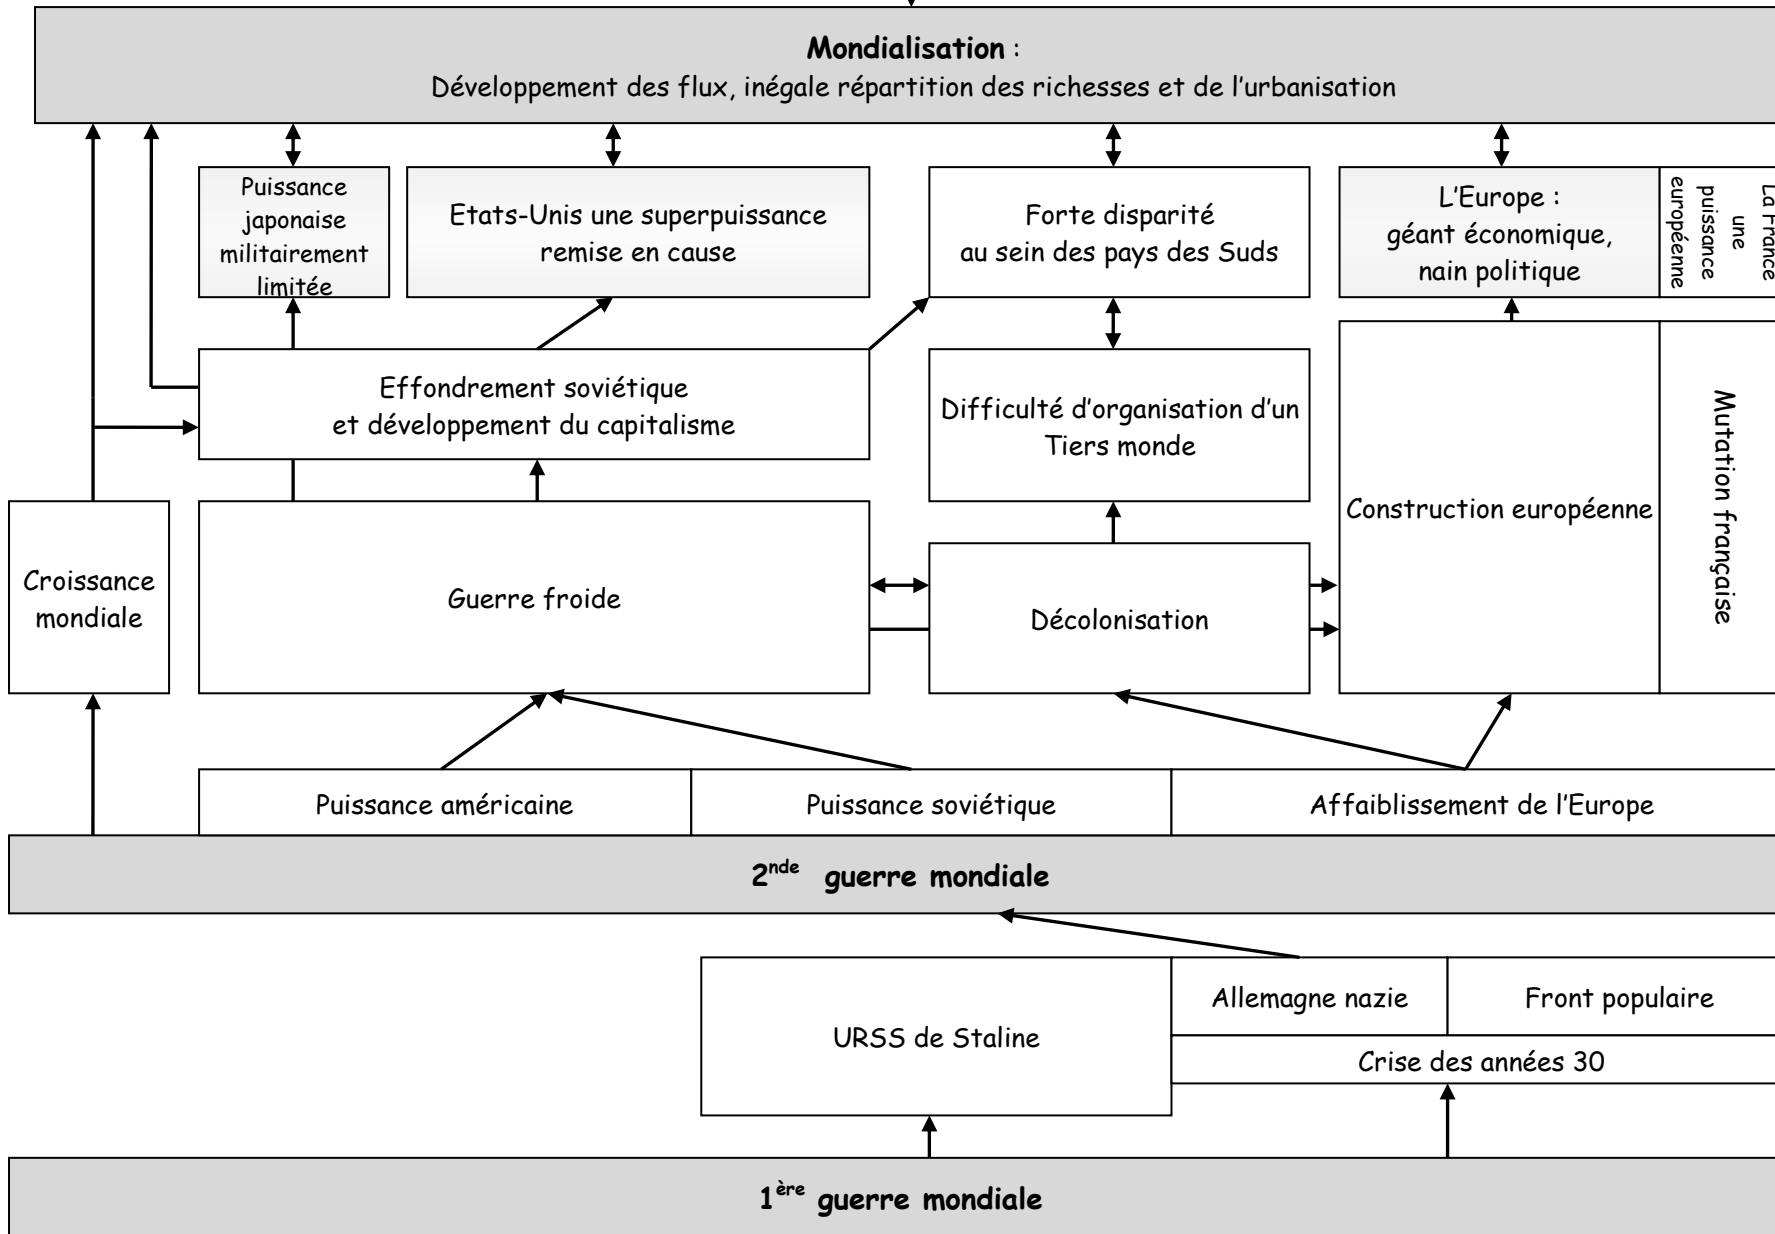 Mondialisation :
Développement des flux, inégale répartition des richesses et de l'urbanisation
Puissance
japonaise
militairement
limitée
Etats-Unis une superpuissance
remise en cause
Forte disparité
au sein des pays des Suds
L'Europe :
géant économique,
nain politique
La France
une
puissance
européenne
Effondrement soviétique
et développement du capitalisme
Difficulté d'organisation d'un
Tiers monde
Construction européenne
Mutation française
Croissance
mondiale
Guerre froide
Décolonisation
Puissance américaine
Puissance soviétique
Affaiblissement de l'Europe
2nde guerre mondiale
URSS de Staline
Allemagne nazie
Front populaire
Crise des années 30
1ère guerre mondiale